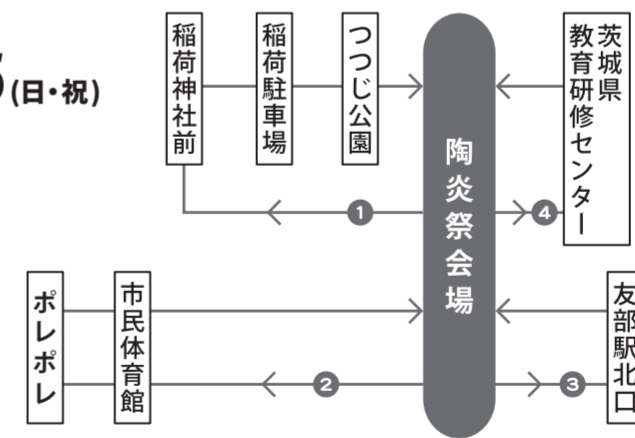 (日・祝)
稲荷神社前
稲荷駐車場
つつじ公園
陶炎祭会場
茨城県
教育研修センター
1
4
ポレポレ
市民体育館
友部駅北口
2
3